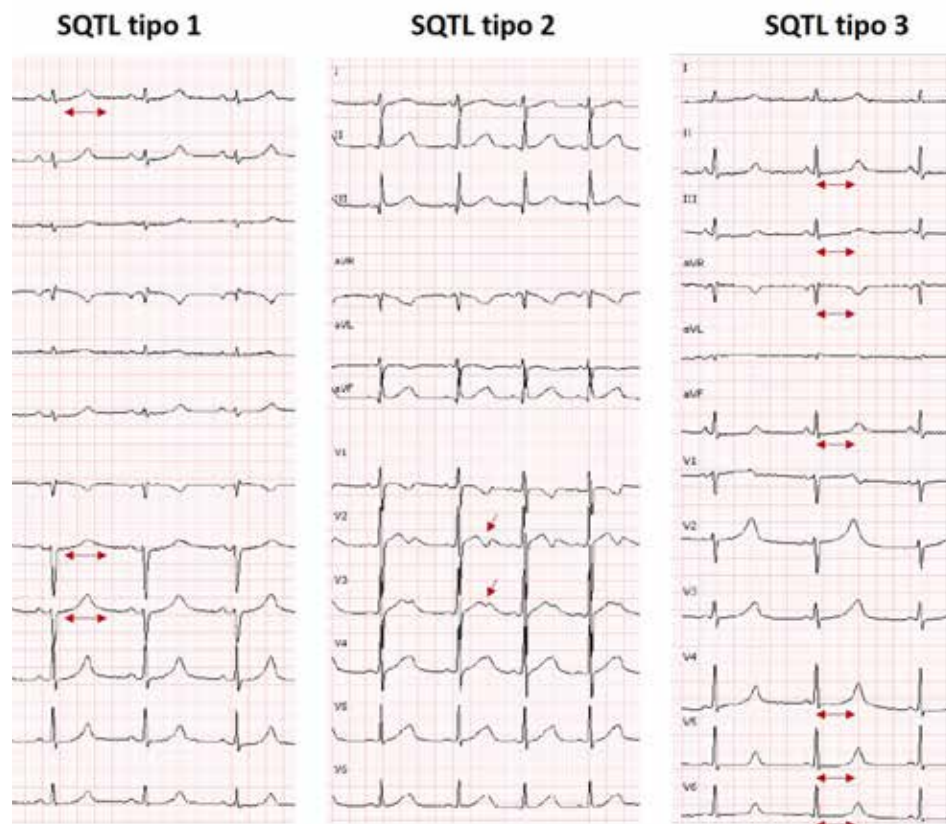 SQTL tipo 1
SQTL tipo 2
I
II
III
aVR
aVL
aVF
V1
V2
V3
V4
V5
V6
SQTL tipo 3
I
II
III
aVR
aVL
aVF
V1
V2
V3
V4
V5
V6